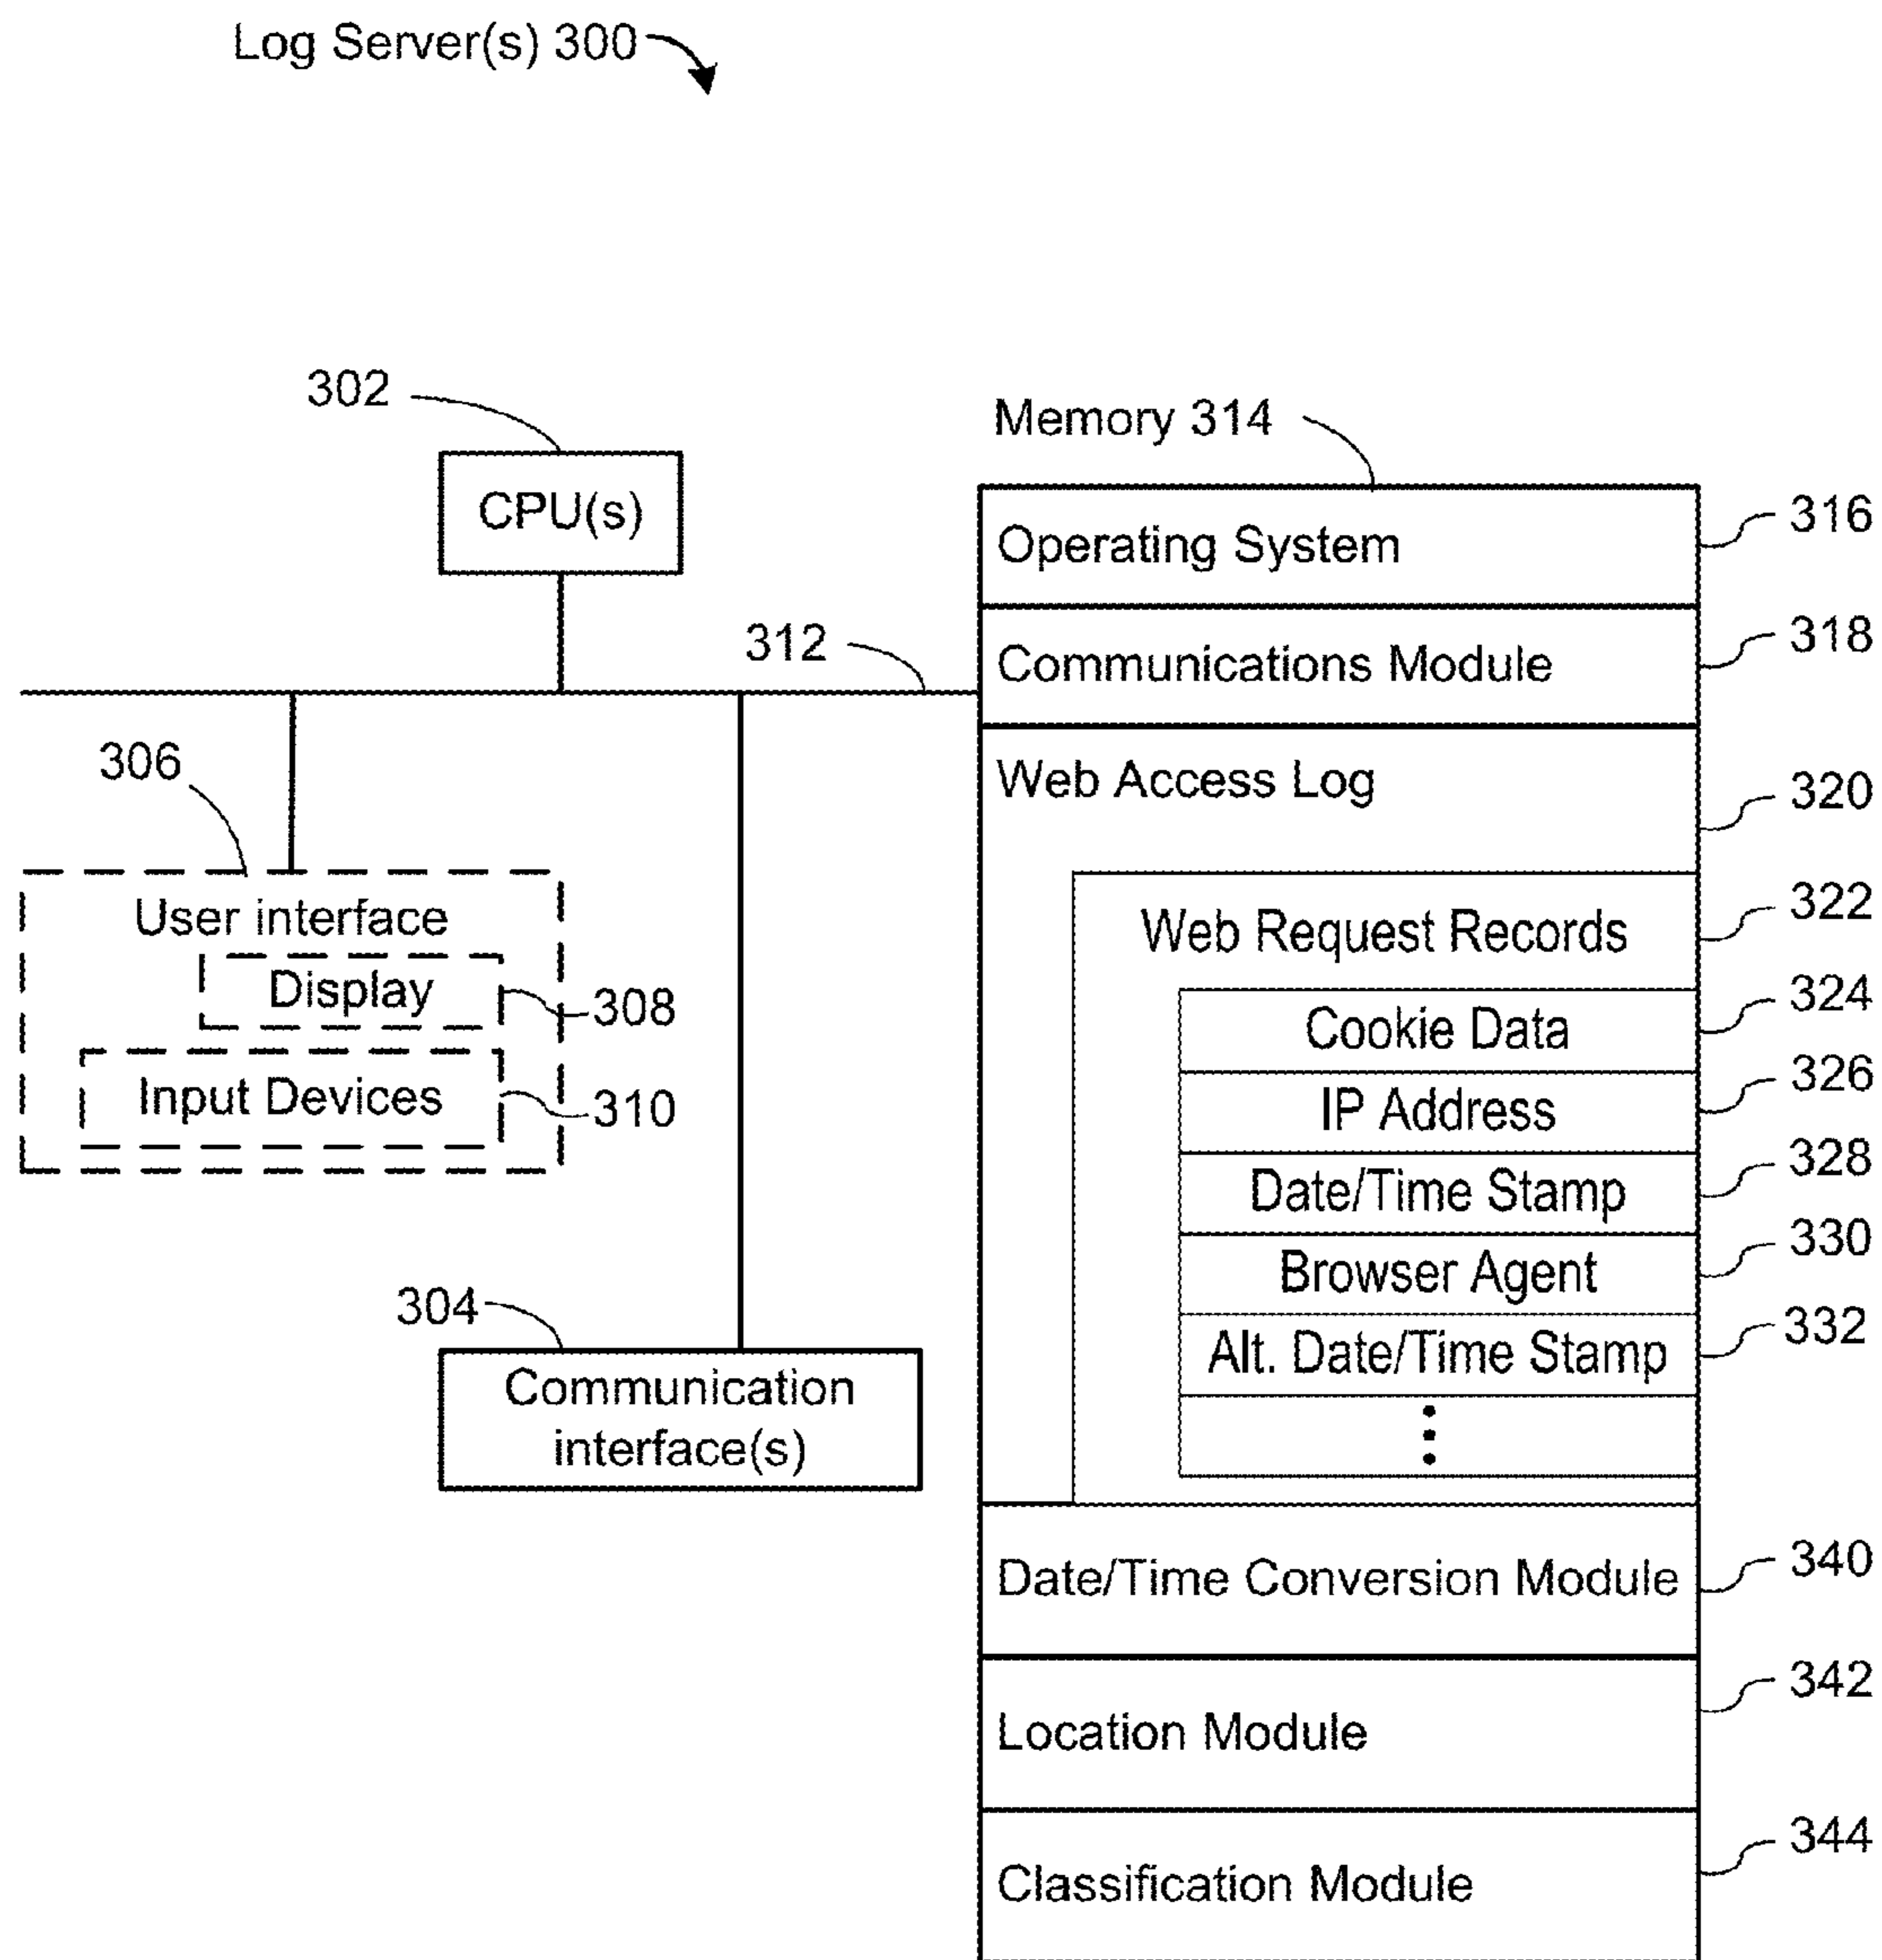 Log Server(s) 300
302
CPU(s)
312
306
User interface
Display
308
Input Devices
310
304
Communication
interface(s)
Memory 314
Operating System
316
Communications Module
318
Web Access Log
320
Web Request Records
322
Cookie Data
324
IP Address
326
Date/Time Stamp
328
Browser Agent
330
Alt. Date/Time Stamp
332
Date/Time Conversion Module
340
Location Module
342
Classification Module
344